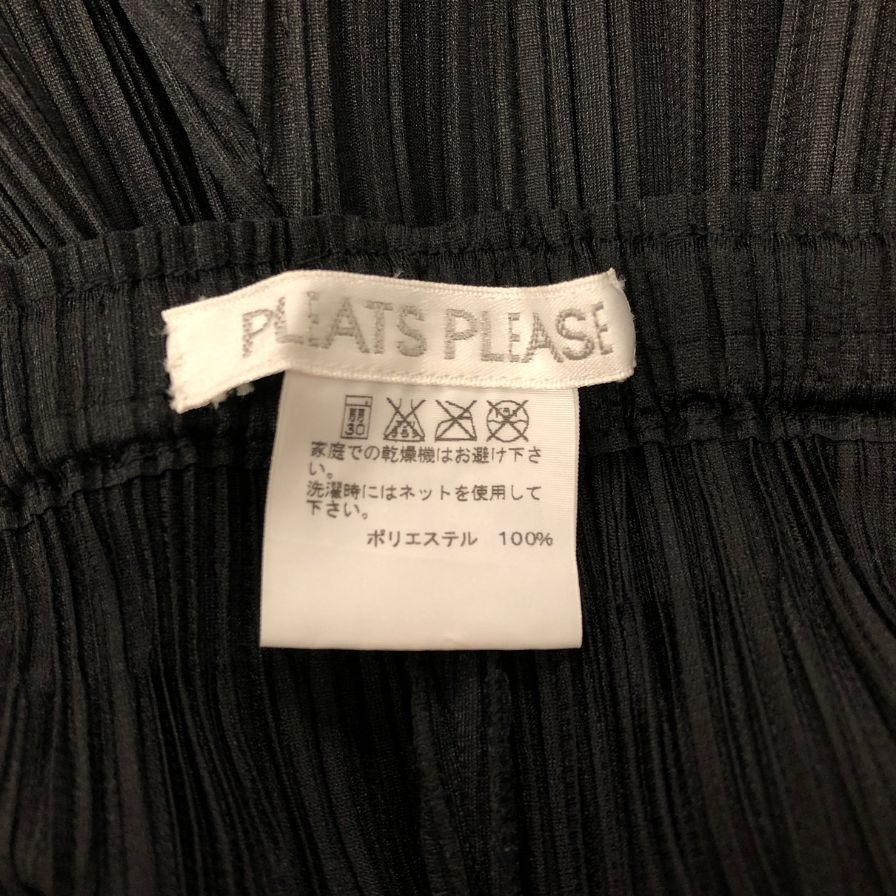 PLEATS PLEASE
家庭での乾燥機はお避け下さ
い。
洗濯時にはネットを使用して
下さい。
ポリエステル 100%